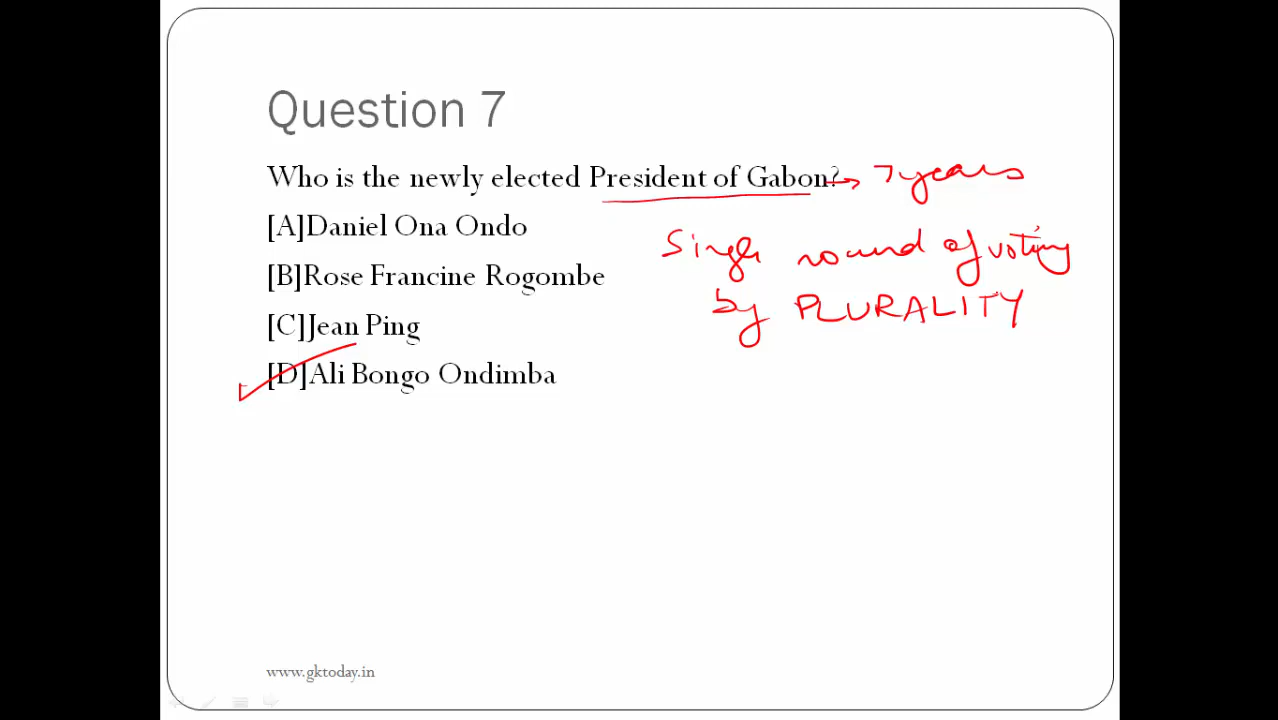 Question 7
Who is the newly elected President of Gabon? → 7 years
[A]Daniel Ona Ondo
Single round of voting
[B]Rose Francine Rogombe
by PLURALITY
[C]Jean Ping
[D]Ali Bongo Ondimba
www.gktoday.in